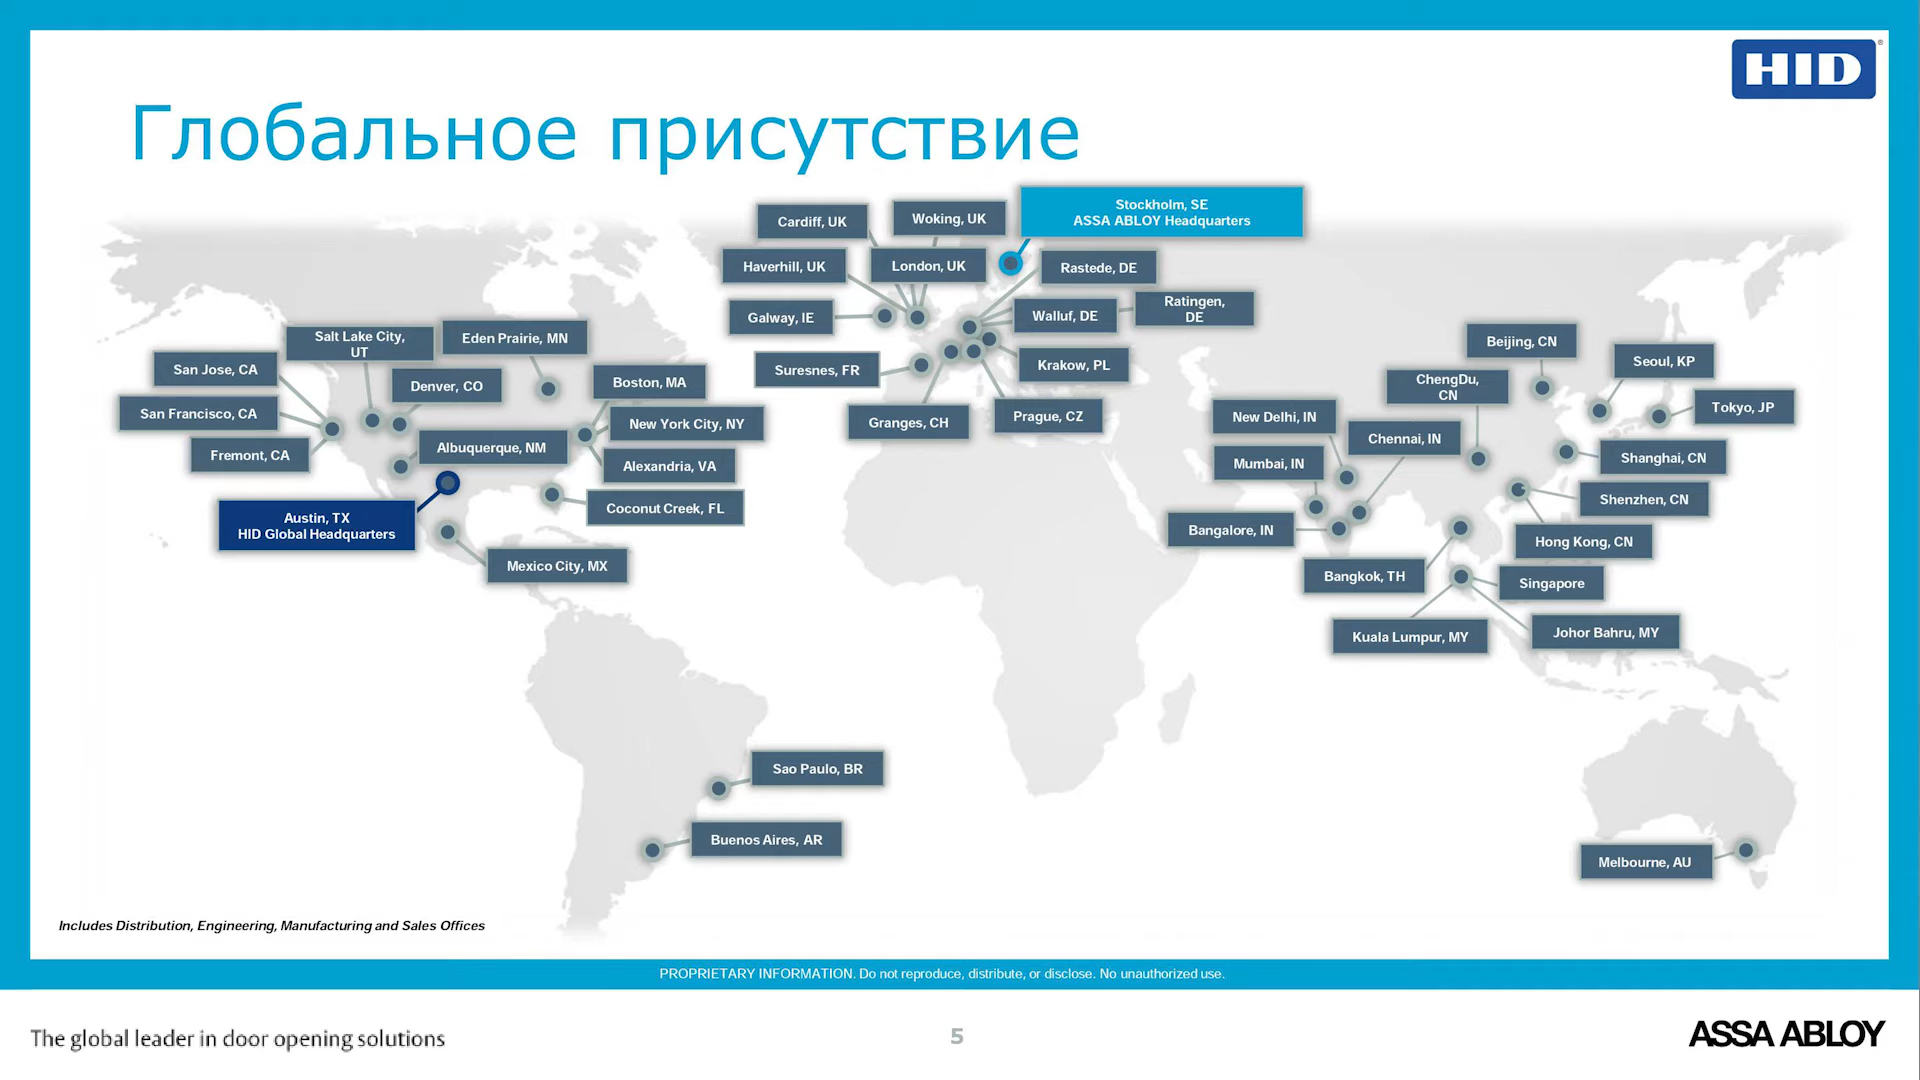 HID
Глобальное присутствие
Stockholm, SE
ASSA ABLOY Headquarters
Cardiff, UK
Woking, UK
Haverhill, UK
London, UK
Rastede, DE
Galway, IE
Walluf, DE
Ratingen,
DE
Suresnes, FR
Krakow, PL
Granges, CH
Prague, CZ
Salt Lake City,
UT
Eden Prairie, MN
San Jose, CA
Denver, CO
Boston, MA
San Francisco, CA
New York City, NY
Fremont, CA
Albuquerque, NM
Alexandria, VA
Austin, TX
HID Global Headquarters
Coconut Creek, FL
Mexico City, MX
Beijing, CN
Seoul, KP
ChengDu,
CN
Tokyo, JP
New Delhi, IN
Chennai, IN
Mumbai, IN
Shanghai, CN
Shenzhen, CN
Bangalore, IN
Hong Kong, CN
Bangkok, TH
Singapore
Kuala Lumpur, MY
Johor Bahru, MY
Sao Paulo, BR
Buenos Aires, AR
Melbourne, AU
Includes Distribution, Engineering, Manufacturing and Sales Offices
PROPRIETARY INFORMATION. Do not reproduce, distribute, or disclose. No unauthorized use.
The global leader in door opening solutions
5
ASSA ABLOY